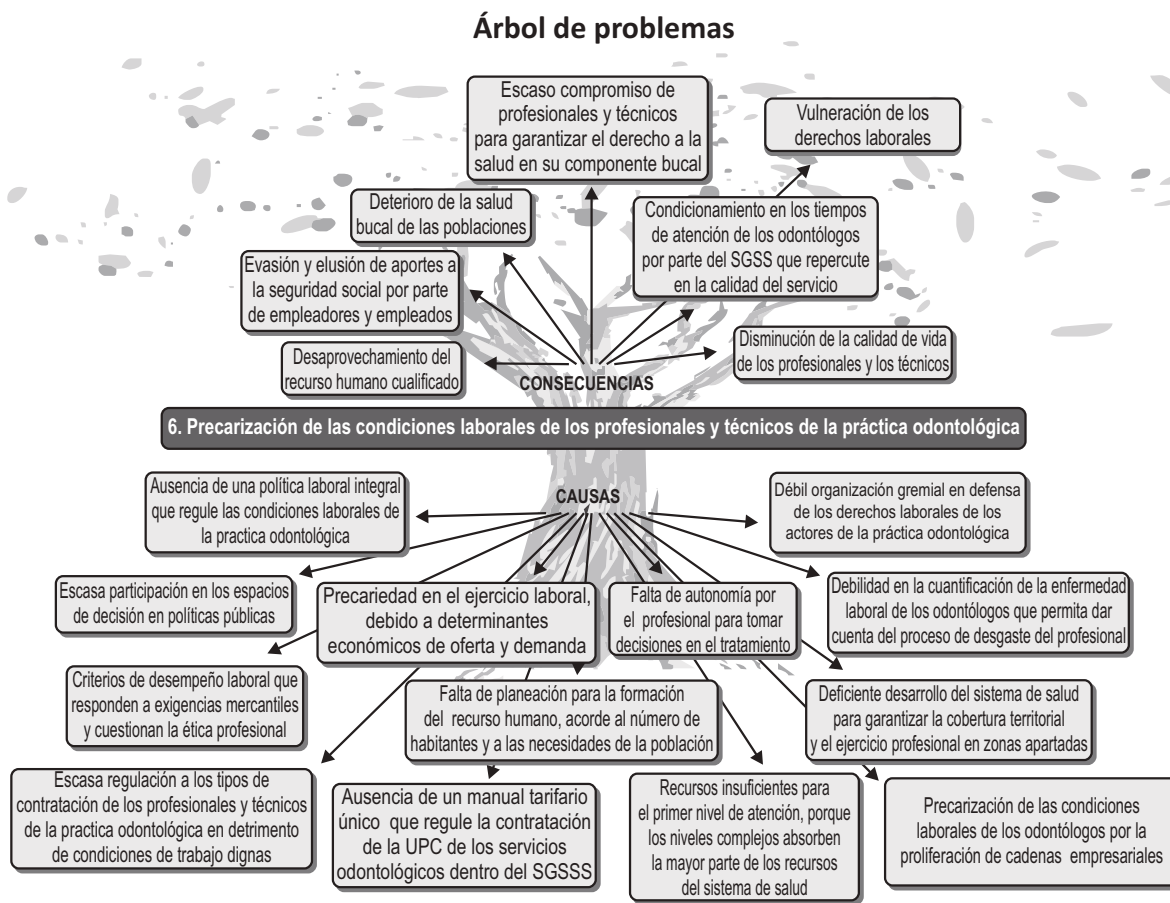 Árbol de problemas
Escaso compromiso de
profesionales y técnicos
para garantizar el derecho a la
salud en su componente bucal
Vulneración de los
derechos laborales
Deterioro de la salud
bucal de las poblaciones
Condicionamiento en los tiempos
de atención de los odontólogos
por parte del SGSS que repercute
en la calidad del servicio
Evasión y elusión de aportes a
la seguridad social por parte
de empleadores y empleados
Disminución de la calidad de vida
de los profesionales y los técnicos
Desaprovechamiento del
recurso humano cualificado
CONSECUENCIAS
6. Precarización de las condiciones laborales de los profesionales y técnicos de la práctica odontológica
CAUSAS
Ausencia de una política laboral integral
que regule las condiciones laborales de
la practica odontológica
Débil organización gremial en defensa
de los derechos laborales de los
actores de la práctica odontológica
Escasa participación en los espacios
de decisión en políticas públicas
Precariedad en el ejercicio laboral,
debido a determinantes
económicos de oferta y demanda
Falta de autonomía por
el profesional para tomar
decisiones en el tratamiento
Debilidad en la cuantificación de la enfermedad
laboral de los odontólogos que permita dar
cuenta del proceso de desgaste del profesional
Criterios de desempeño laboral que
responden a exigencias mercantiles
y cuestionan la ética profesional
Falta de planeación para la formación
del recurso humano, acorde al número de
habitantes y a las necesidades de la población
Deficiente desarrollo del sistema de salud
para garantizar la cobertura territorial
y el ejercicio profesional en zonas apartadas
Escasa regulación a los tipos de
contratación de los profesionales y técnicos
de la practica odontológica en detrimento
de condiciones de trabajo dignas
Ausencia de un manual tarifario
único que regule la contratación
de la UPC de los servicios
odontológicos dentro del SGSSS
Recursos insuficientes para
el primer nivel de atención, porque
los niveles complejos absorben
la mayor parte de los recursos
del sistema de salud
Precarización de las condiciones
laborales de los odontólogos por la
proliferación de cadenas empresariales